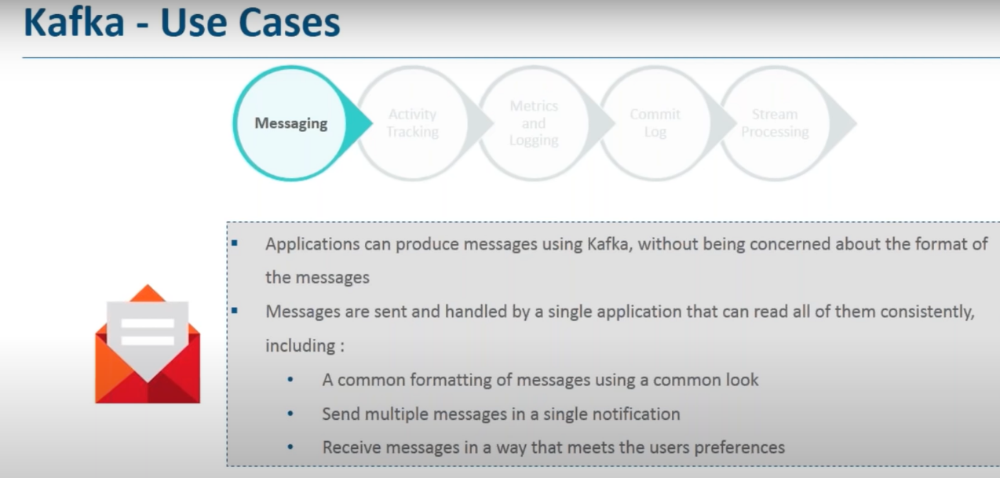 Kafka - Use Cases
Messaging
Activity
Tracking
Metrics
and
Logging
Commit
Log
Stream
Processing
▪ Applications can produce messages using Kafka, without being concerned about the format of
the messages
▪ Messages are sent and handled by a single application that can read all of them consistently,
including :
• A common formatting of messages using a common look
• Send multiple messages in a single notification
• Receive messages in a way that meets the users preferences